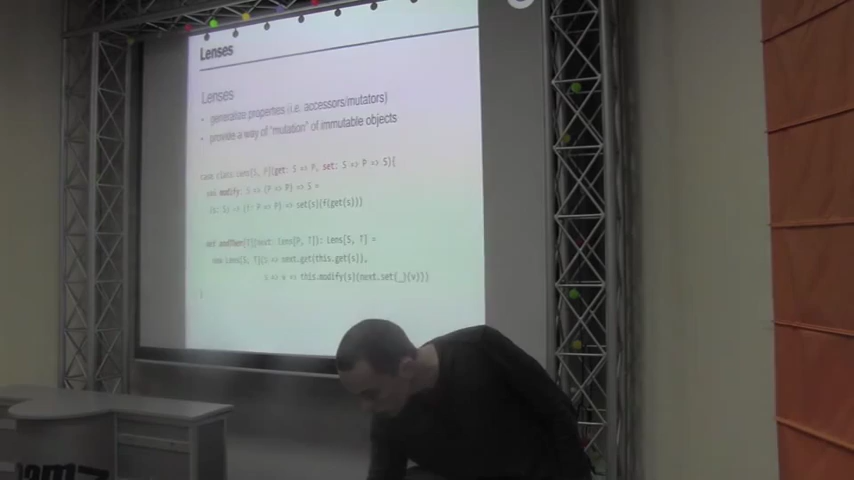 Lenses
Lenses
- generalize properties (i.e. accessors/mutators)
- provide a way of "mutation" of immutable objects
case class Lens[S, P](get: S => P, set: S => P => S){
val modify: S => (P => P) => S =
(s: S) => (f: P => P) => set(s)(f(get(s)))
def andThen[T](next: Lens[P, T]): Lens[S, T] =
new Lens[S, T](s => next.get(this.get(s)),
s => v => this.modify(s)(next.set(_)(v)))
}